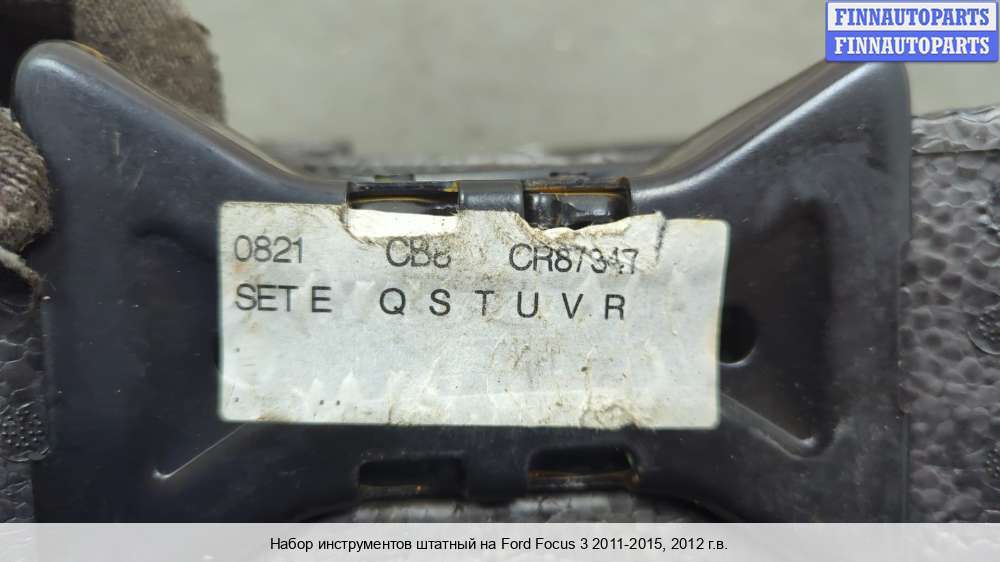 FINNAUTOPARTS
FINNAUTOPARTS
0821 CB8 CR87347
SET E Q S T U V R
Набор инструментов штатный на Ford Focus 3 2011-2015, 2012 г.в.